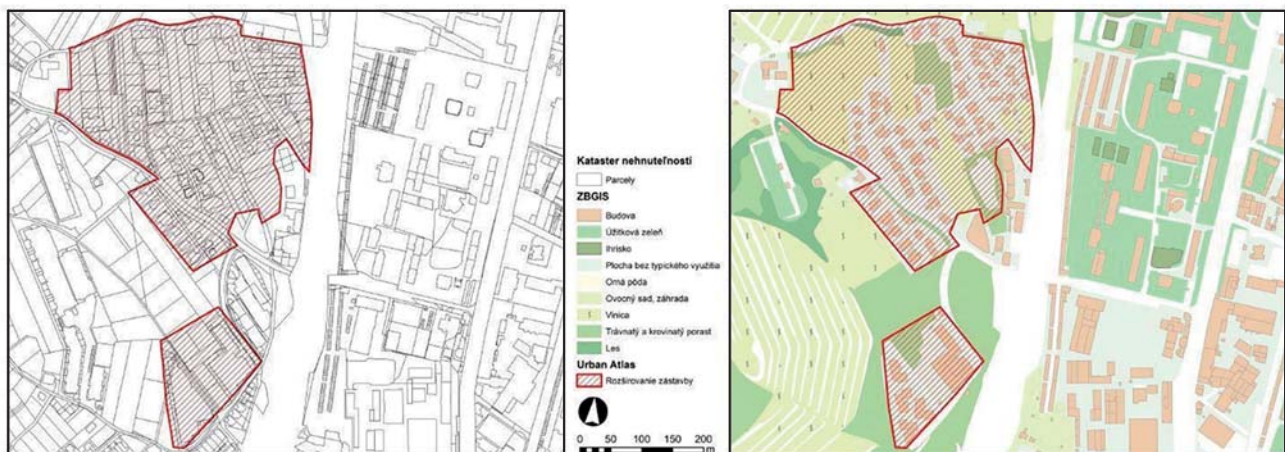 Kataster nehnuteľností
Parcely
ZBGIS
Budova
Úžitková zeleň
Ihrisko
Plocha bez typického využitia
Orná pôda
Ovocný sad, záhrada
Vinica
Trávnatý a krovinatý porast
Les
Urban Atlas
Rozširovanie zástavby
0 50 100 150 200
m